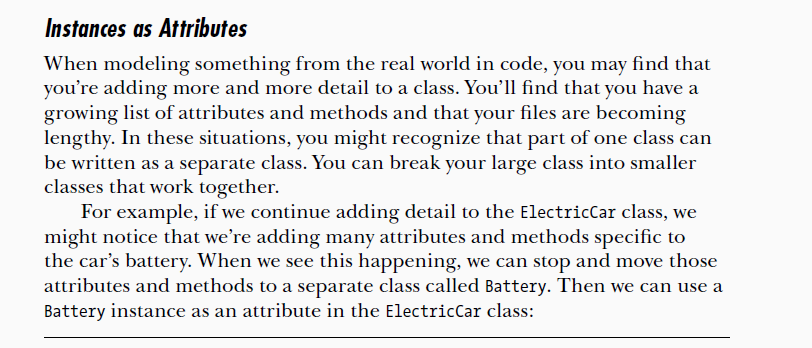 Instances as Attributes
When modeling something from the real world in code, you may find that
you’re adding more and more detail to a class. You’ll find that you have a
growing list of attributes and methods and that your files are becoming
lengthy. In these situations, you might recognize that part of one class can
be written as a separate class. You can break your large class into smaller
classes that work together.
For example, if we continue adding detail to the ElectricCar class, we
might notice that we’re adding many attributes and methods specific to
the car’s battery. When we see this happening, we can stop and move those
attributes and methods to a separate class called Battery. Then we can use a
Battery instance as an attribute in the ElectricCar class: